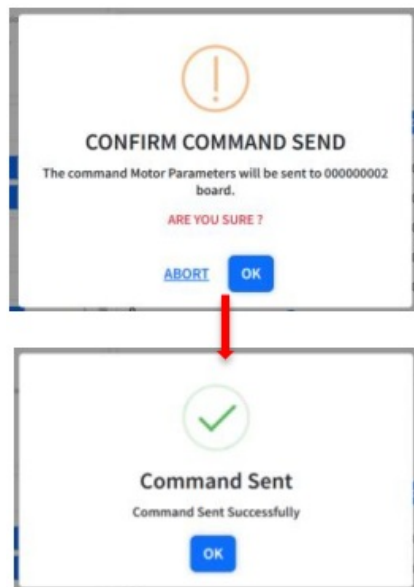 CONFIRM COMMAND SEND
The command Motor Parameters will be sent to 000000002
board.
ARE YOU SURE ?
ABORT OK
Command Sent
Command Sent Successfully
OK